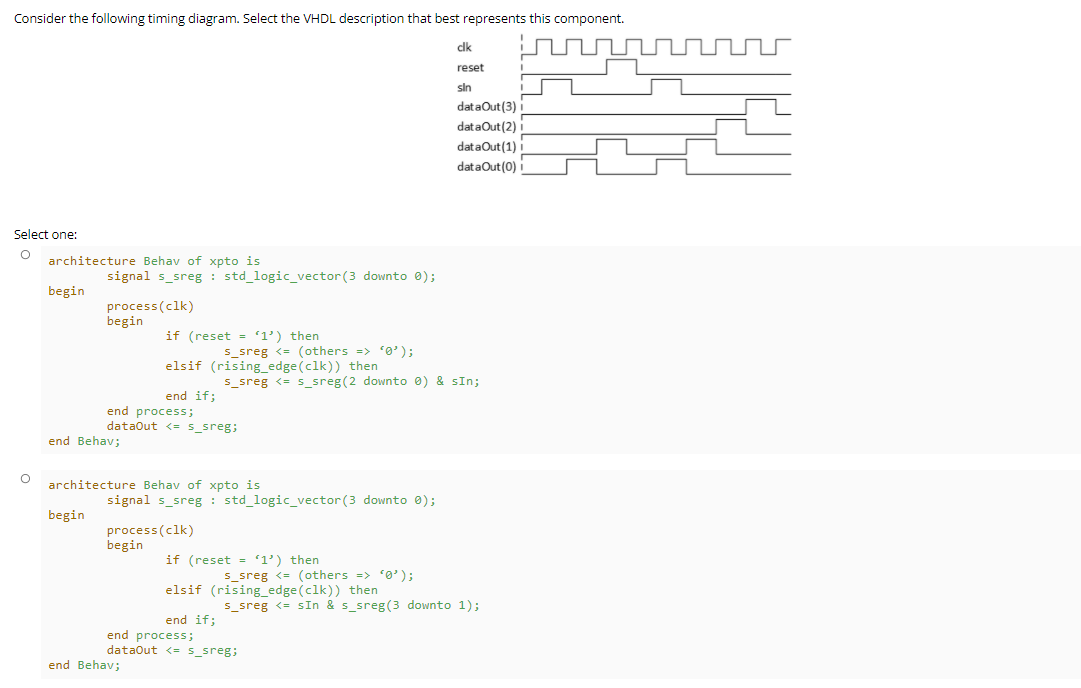 Consider the following timing diagram. Select the VHDL description that best represents this component.
clk
reset
sIn
dataOut(3)
dataOut(2)
dataOut(1)
dataOut(0)
Select one:
architecture Behav of xpto is
signal s_sreg : std_logic_vector(3 downto 0);
begin
process(clk)
begin
if (reset = ‘1’) then
s_sreg <= (others => ‘0’);
elsif (rising_edge(clk)) then
s_sreg <= s_sreg(2 downto 0) & sIn;
end if;
end process;
dataOut <= s_sreg;
end Behav;
architecture Behav of xpto is
signal s_sreg : std_logic_vector(3 downto 0);
begin
process(clk)
begin
if (reset = ‘1’) then
s_sreg <= (others => ‘0’);
elsif (rising_edge(clk)) then
s_sreg <= sIn & s_sreg(3 downto 1);
end if;
end process;
dataOut <= s_sreg;
end Behav;